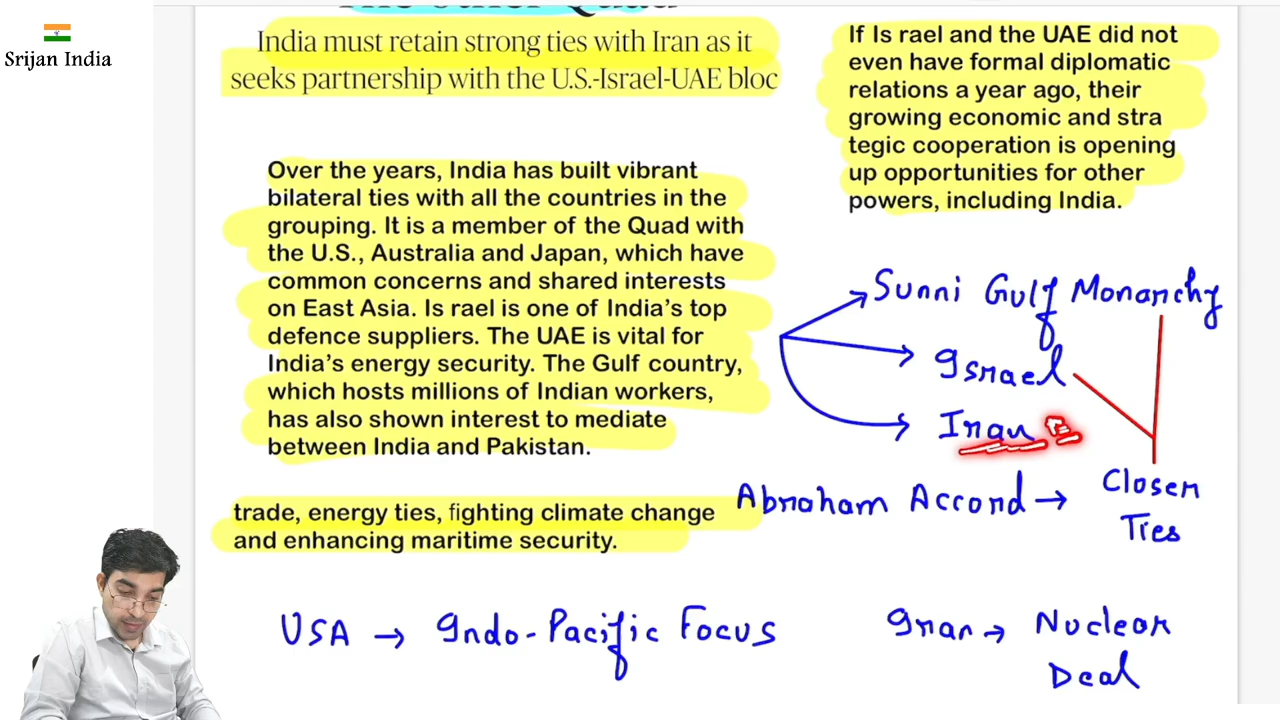 Srijan India
The Other Quad
India must retain strong ties with Iran as it
seeks partnership with the U.S.-Israel-UAE bloc
Over the years, India has built vibrant
bilateral ties with all the countries in the
grouping. It is a member of the Quad with
the U.S., Australia and Japan, which have
common concerns and shared interests
on East Asia. Is rael is one of India's top
defence suppliers. The UAE is vital for
India's energy security. The Gulf country,
which hosts millions of Indian workers,
has also shown interest to mediate
between India and Pakistan.
trade, energy ties, fighting climate change
and enhancing maritime security.
If Is rael and the UAE did not
even have formal diplomatic
relations a year ago, their
growing economic and stra
tegic cooperation is opening
up opportunities for other
powers, including India.
Sunni Gulf Monarchy
Israel
Iran
Abraham Accord → Closer
Ties
USA → Indo-Pacific Focus
Iran → Nuclear
Deal